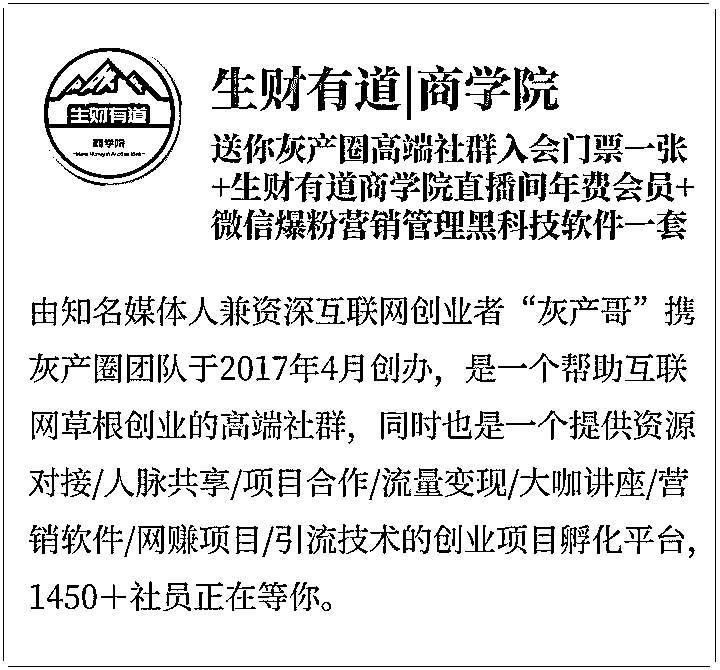 生财有道
商学院
生财有道|商学院
送你灰产圈高端社群入会门票一张
+生财有道商学院直播间年费会员+
微信爆粉营销管理黑科技软件一套
由知名媒体人兼资深互联网创业者“灰产哥”携
灰产圈团队于2017年4月创办，是一个帮助互联
网草根创业的高端社群，同时也是一个提供资源
对接/人脉共享/项目合作/流量变现/大咖讲座/营
销软件/网赚项目/引流技术的创业项目孵化平台，
1450＋社员正在等你。